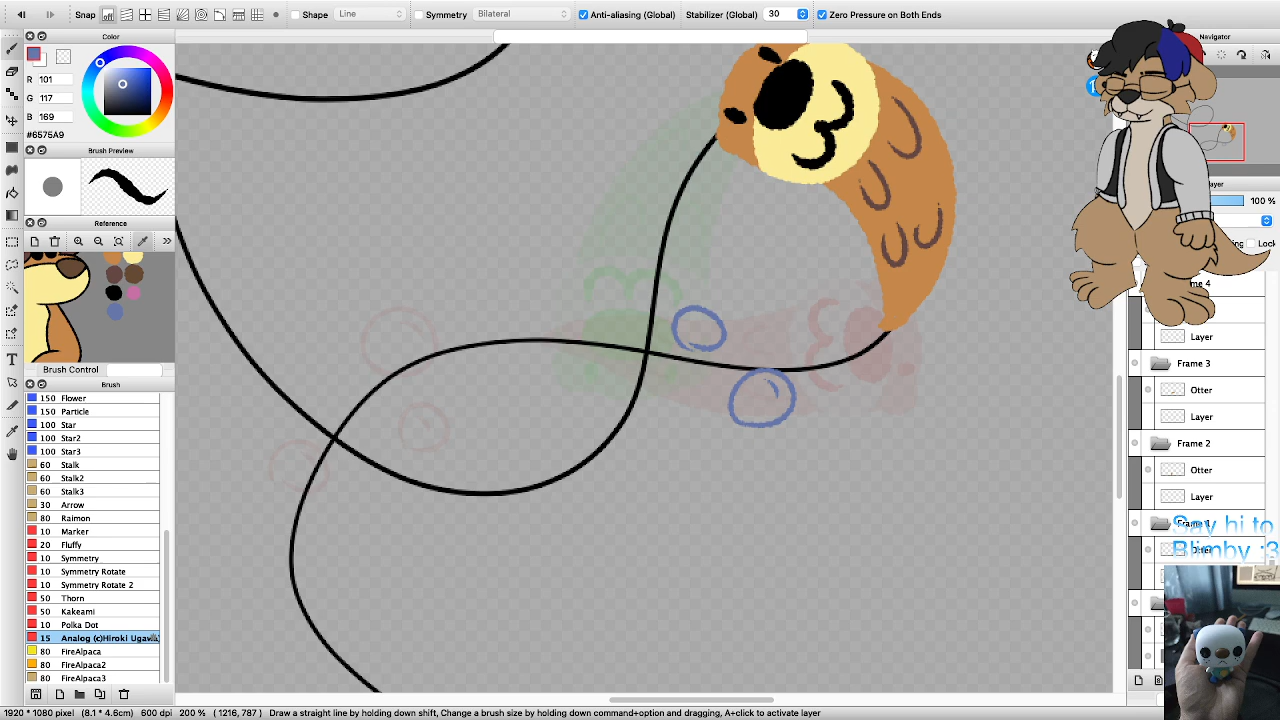 Snap
Shape
Line
Symmetry
Bilateral
Anti-aliasing (Global)
Stabilizer (Global)
30
Zero Pressure on Both Ends
Color
R 101
G 117
B 169
#6575A9
Brush Preview
Reference
Brush Control
Brush
150 Flower
150 Particle
100 Star
100 Star2
100 Star3
60 Stalk
60 Stalk2
60 Stalk3
30 Arrow
80 Raimon
10 Marker
20 Fluffy
10 Symmetry
10 Symmetry Rotate
10 Symmetry Rotate 2
50 Thorn
50 Kakeami
10 Polka Dot
15 Analog (c)Hiroki Ugawa
80 FireAlpaca
80 FireAlpaca2
80 FireAlpaca3
Navigator
100 %
Lock
Layer
Frame 3
Otter
Layer
Frame 2
Otter
Layer
Say hi to
Blimby :3
1920 * 1080 pixel (8.1 * 4.6cm) 600 dpi 200 % ( 1216, 787 ) Draw a straight line by holding down shift, Change a brush size by holding down command+option and dragging, A+click to activate layer